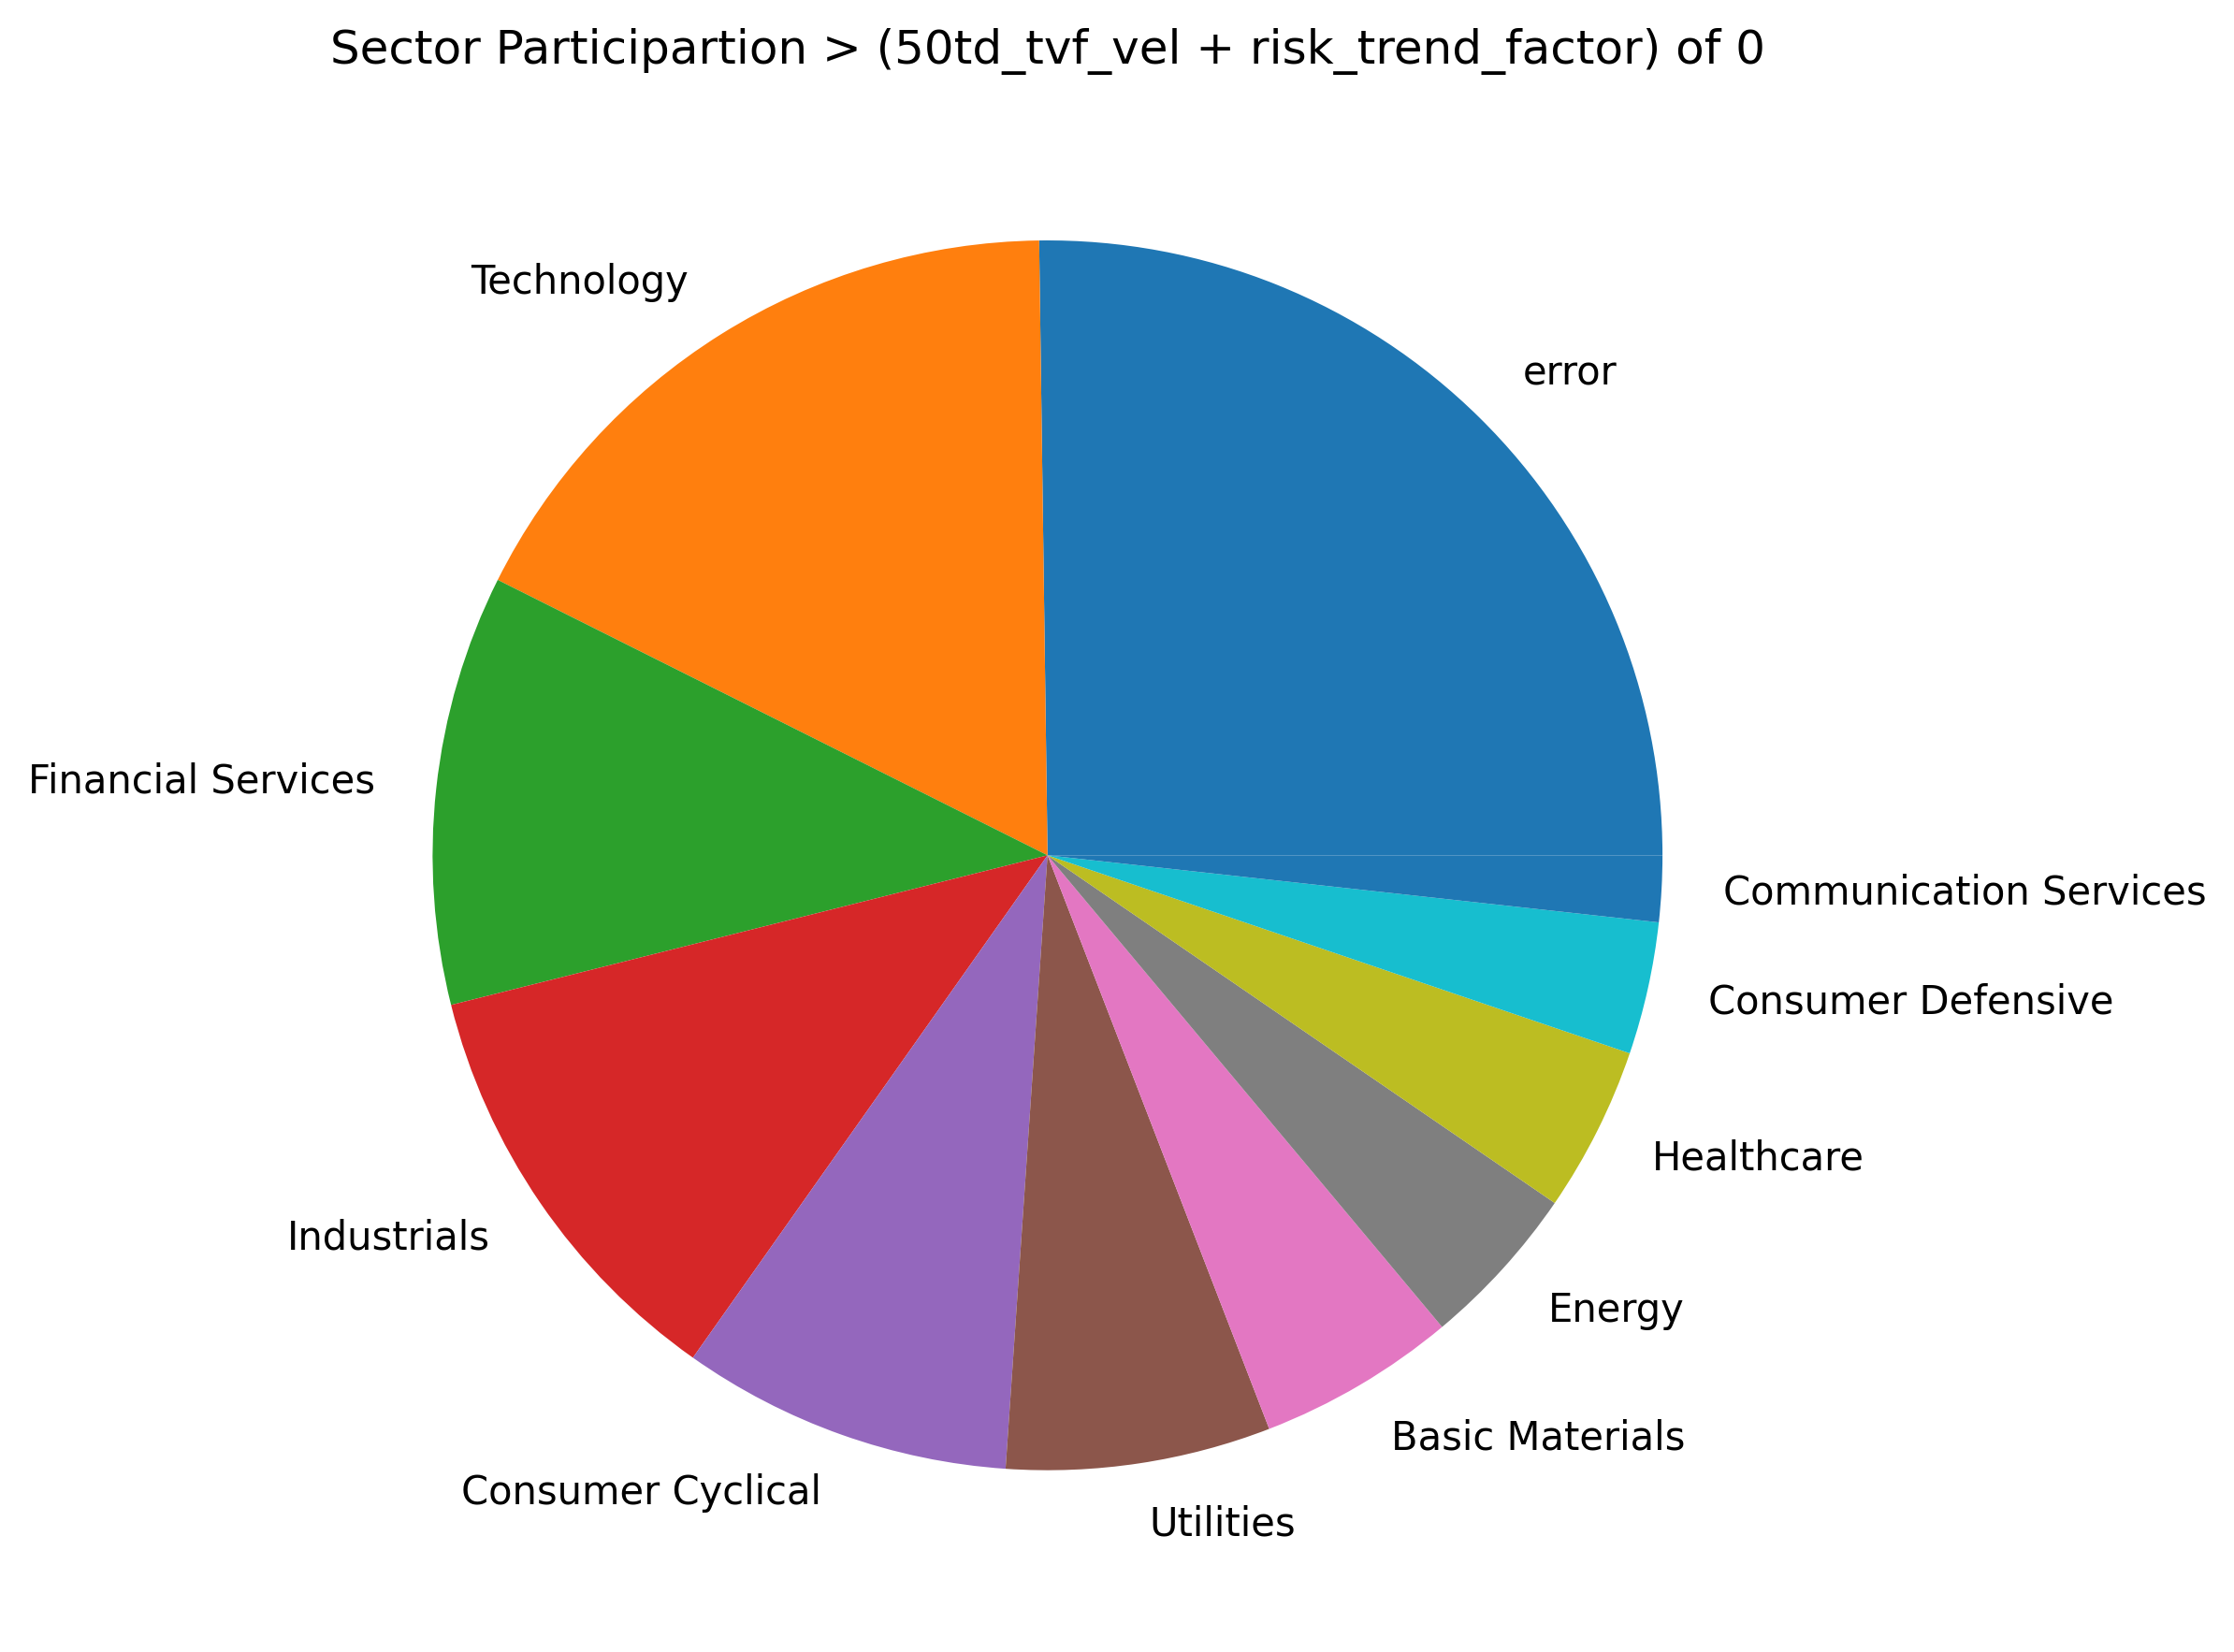 Sector Participartion > (50td_tvf_vel + risk_trend_factor) of 0
Technology
error
Financial Services
Communication Services
Consumer Defensive
Healthcare
Industrials
Energy
Basic Materials
Consumer Cyclical
Utilities